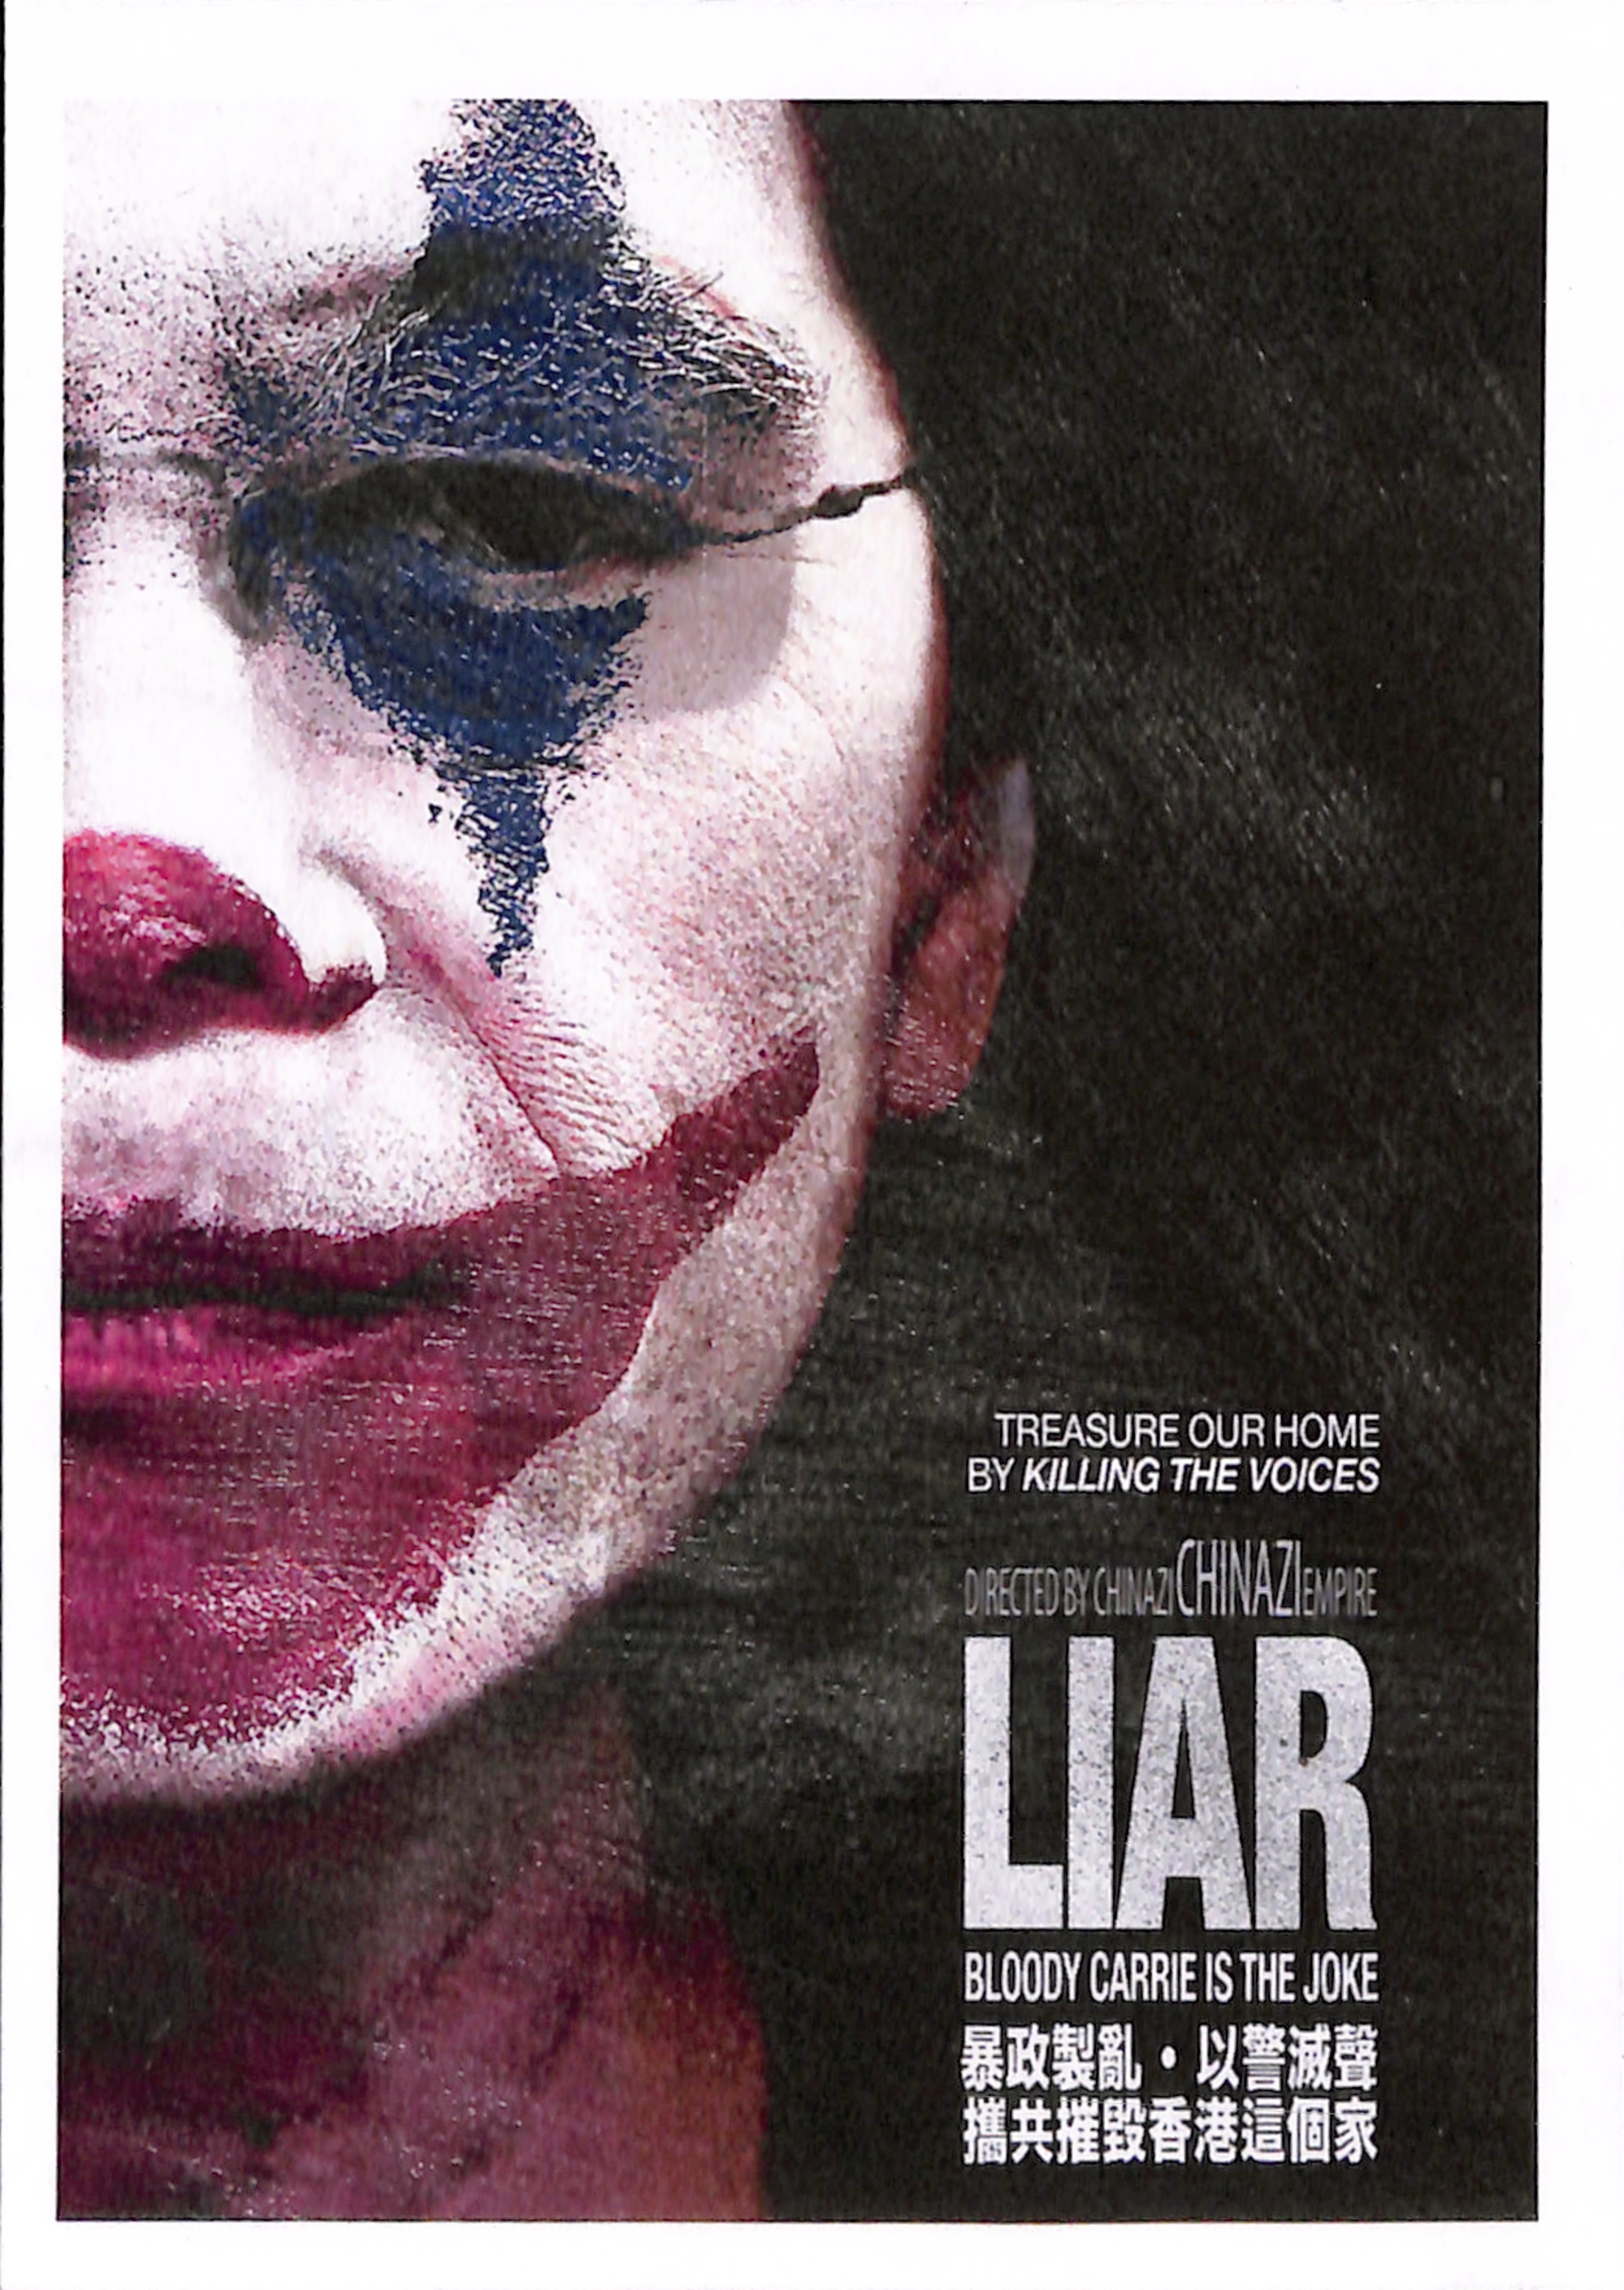 TREASURE OUR HOME
BY KILLING THE VOICES
DIRECTED BY CHINAZI CHINAZI EMPIRE
LIAR
BLOODY CARRIE IS THE JOKE
暴政製亂・以警滅聲
攜共摧毀香港這個家